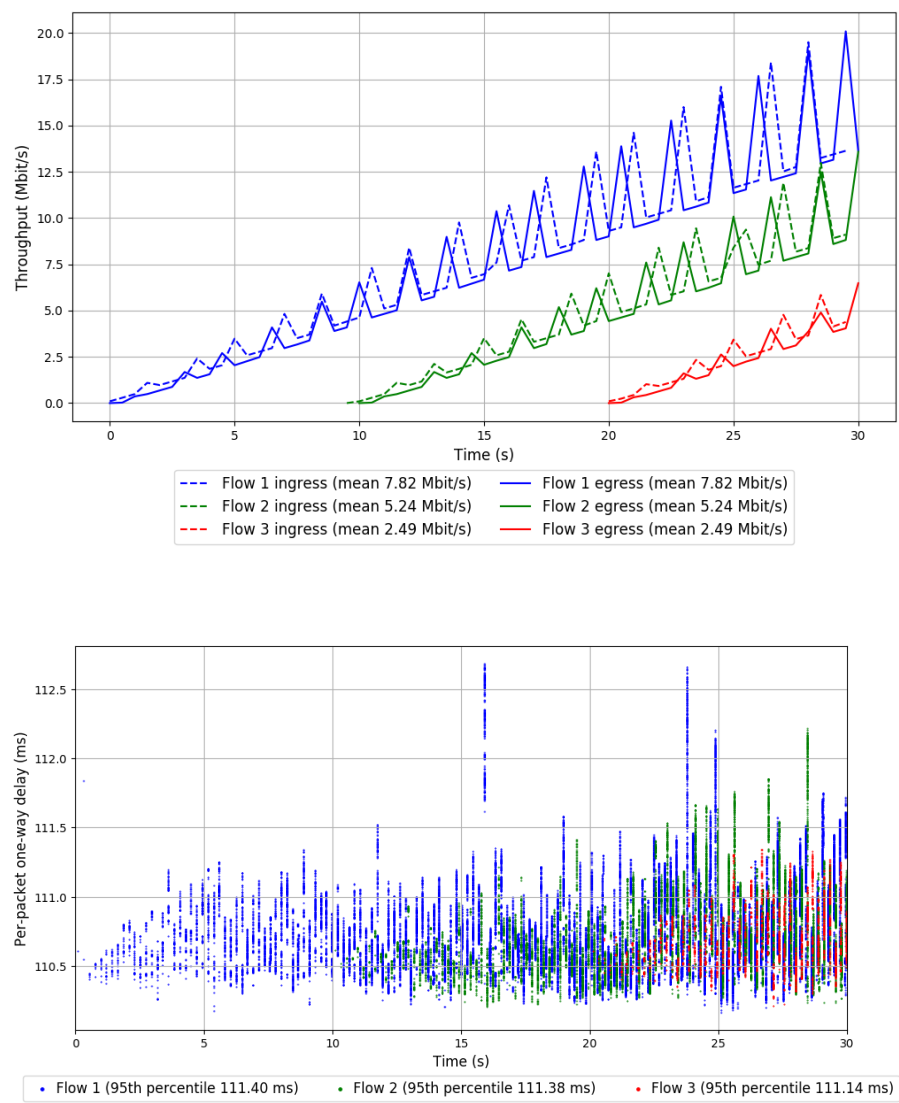 20.0
17.5
15.0
12.5
10.0
7.5
5.0
2.5
0.0
Throughput (Mbit/s)
0 5 10 15 20 25 30
Time (s)
Flow 1 ingress (mean 7.82 Mbit/s) Flow 1 egress (mean 7.82 Mbit/s)
Flow 2 ingress (mean 5.24 Mbit/s) Flow 2 egress (mean 5.24 Mbit/s)
Flow 3 ingress (mean 2.49 Mbit/s) Flow 3 egress (mean 2.49 Mbit/s)
112.5
112.0
111.5
111.0
110.5
Per-packet one-way delay (ms)
0 5 10 15 20 25 30
Time (s)
Flow 1 (95th percentile 111.40 ms) Flow 2 (95th percentile 111.38 ms) Flow 3 (95th percentile 111.14 ms)